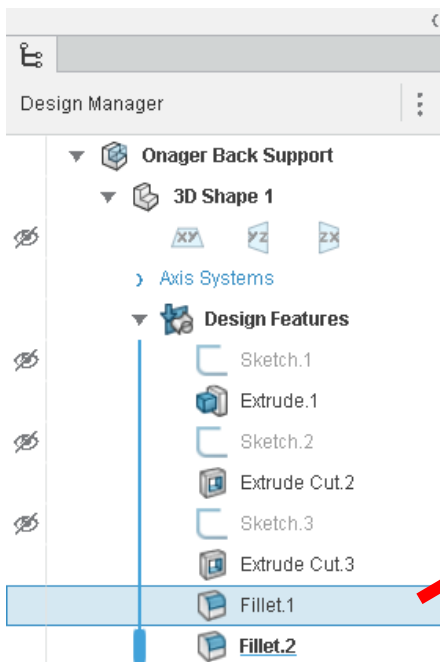 Design Manager
Onager Back Support
3D Shape 1
XY YZ ZX
Axis Systems
Design Features
Sketch.1
Extrude.1
Sketch.2
Extrude Cut.2
Sketch.3
Extrude Cut.3
Fillet.1
Fillet.2